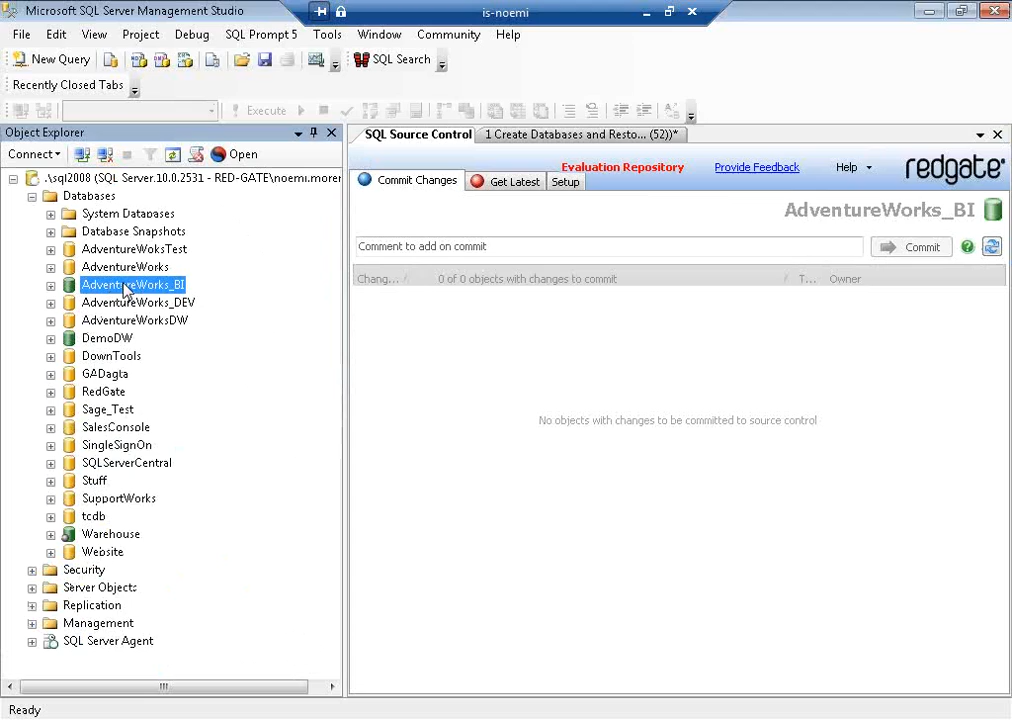 Microsoft SQL Server Management Studio
is-noemi
File Edit View Project Debug SQL Prompt 5 Tools Window Community Help
New Query SQL Search
Recently Closed Tabs
Execute
Object Explorer
SQL Source Control 1 Create Databases and Resto... (52))*
Connect Open
Evaluation Repository Provide Feedback Help redgate
.\sql2008 (SQL Server.10.0.2531 - RED-GATE\noemi.morer
Commit Changes Get Latest Setup
Databases
System Databases
AdventureWorks_BI
Database Snapshots
AdventureWoksTest
Comment to add on commit Commit
AdventureWorks
Chang... / 0 of 0 objects with changes to commit / T... Owner
AdventureWorks_BI
AdventureWorks_DEV
AdventureWorksDW
DemoDW
DownTools
GADagta
RedGate
Sage_Test
No objects with changes to be committed to source control
SalesConsole
SingleSignOn
SQLServerCentral
Stuff
SupportWorks
tcdb
Warehouse
Website
Security
Server Objects
Replication
Management
SQL Server Agent
Ready